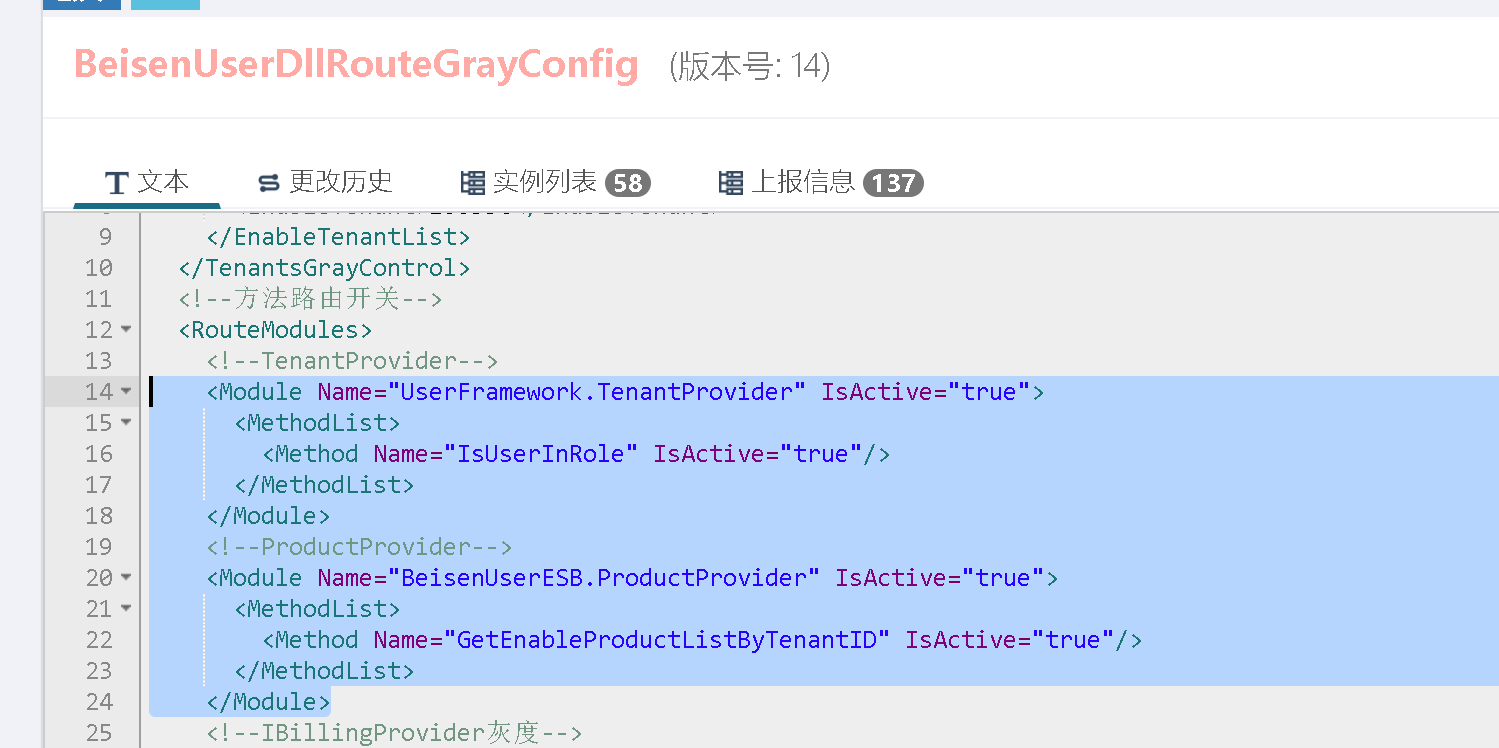 BeisenUserDllRouteGrayConfig (版本号: 14)
文本 更改历史 实例列表 58 上报信息 137
9 </EnableTenantList>
10 </TenantsGrayControl>
11 <!--方法路由开关-->
12 <RouteModules>
13 <!--TenantProvider-->
14 <Module Name="UserFramework.TenantProvider" IsActive="true">
15 <MethodList>
16 <Method Name="IsUserInRole" IsActive="true"/>
17 </MethodList>
18 </Module>
19 <!--ProductProvider-->
20 <Module Name="BeisenUserESB.ProductProvider" IsActive="true">
21 <MethodList>
22 <Method Name="GetEnableProductListByTenantID" IsActive="true"/>
23 </MethodList>
24 </Module>
25 <!--IBillingProvider灰度-->